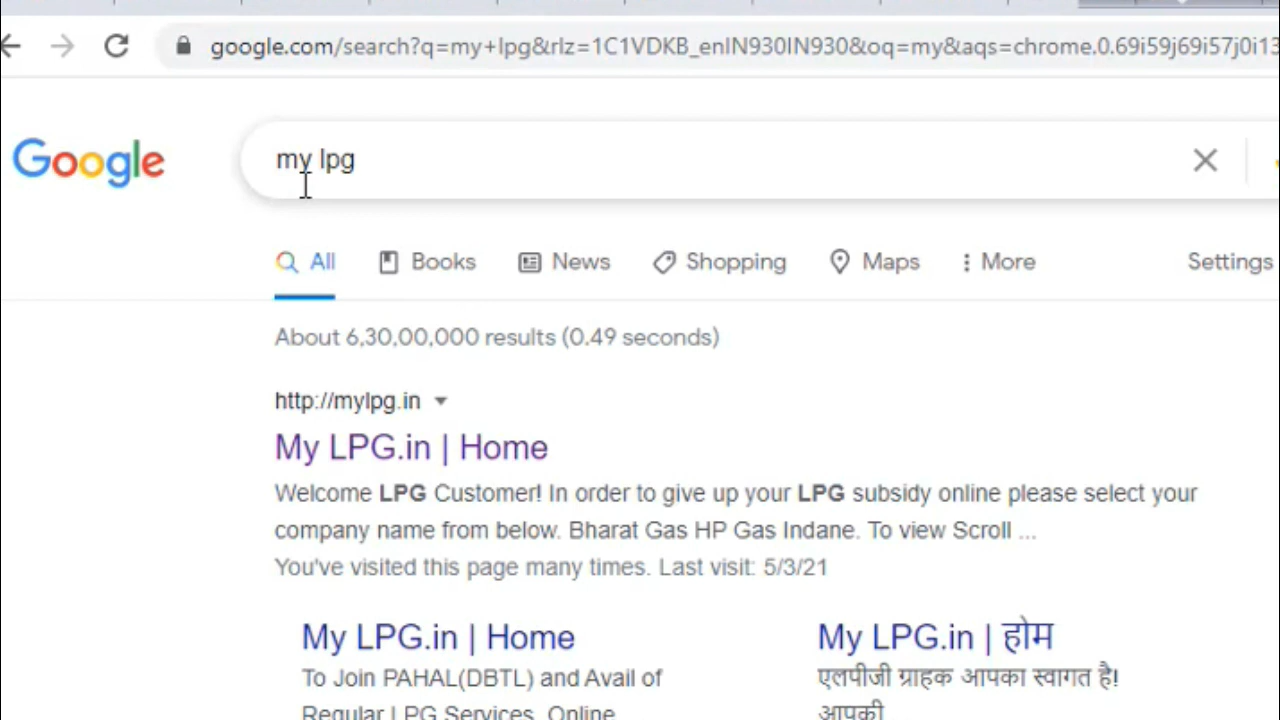 google.com/search?q=my+lpg&rlz=1C1VDKB_enIN930IN930&oq=my&aqs=chrome.0.69i59j69i57j0i13
Google
my lpg
All Books News Shopping Maps More Settings
About 6,30,00,000 results (0.49 seconds)
http://mylpg.in
My LPG.in | Home
Welcome LPG Customer! In order to give up your LPG subsidy online please select your
company name from below. Bharat Gas HP Gas Indane. To view Scroll ...
You've visited this page many times. Last visit: 5/3/21
My LPG.in | Home
To Join PAHAL(DBTL) and Avail of
Regular LPG Services, Online
My LPG.in | होम
एलपीजी ग्राहक आपका स्वागत है!
आपकी